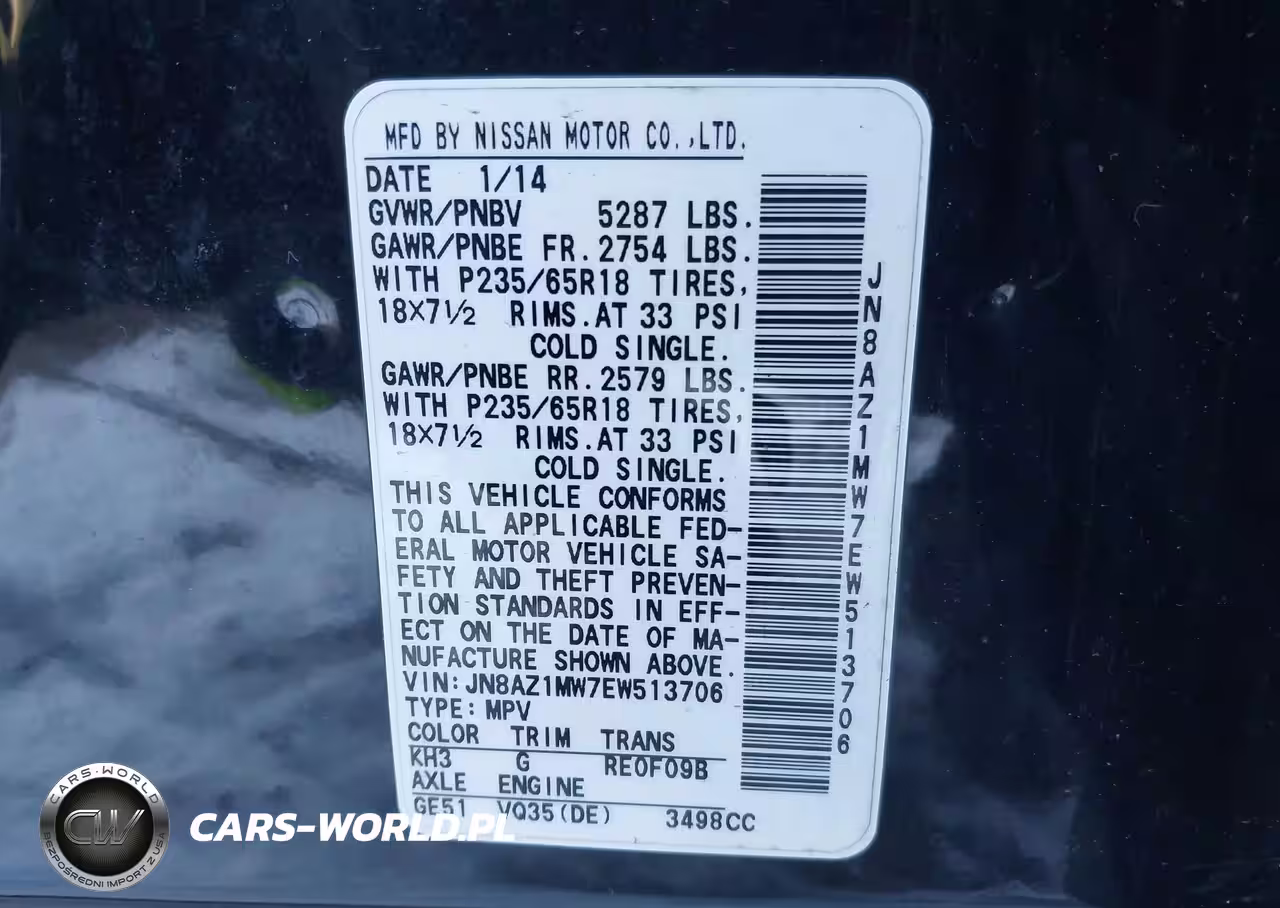 MFD BY NISSAN MOTOR CO.,LTD.
DATE 1/14
GVWR/PNBV 5287 LBS.
GAWR/PNBE FR. 2754 LBS.
WITH P235/65R18 TIRES,
18X7½ RIMS.AT 33 PSI
COLD SINGLE.
GAWR/PNBE RR. 2579 LBS.
WITH P235/65R18 TIRES,
18X7½ RIMS.AT 33 PSI
COLD SINGLE.
THIS VEHICLE CONFORMS
TO ALL APPLICABLE FED-
ERAL MOTOR VEHICLE SA-
FETY AND THEFT PREVEN-
TION STANDARDS IN EFF-
ECT ON THE DATE OF MA-
NUFACTURE SHOWN ABOVE.
VIN:JN8AZ1MW7EW513706
TYPE:MPV
COLOR TRIM TRANS
KH3 G RE0F09B
AXLE ENGINE
GE51 VQ35(DE) 3498CC
JN8AZ1MW7EW513706
CARS-WORLD
CW
BEZPOŚREDNI IMPORT Z USA
CARS-WORLD.PL